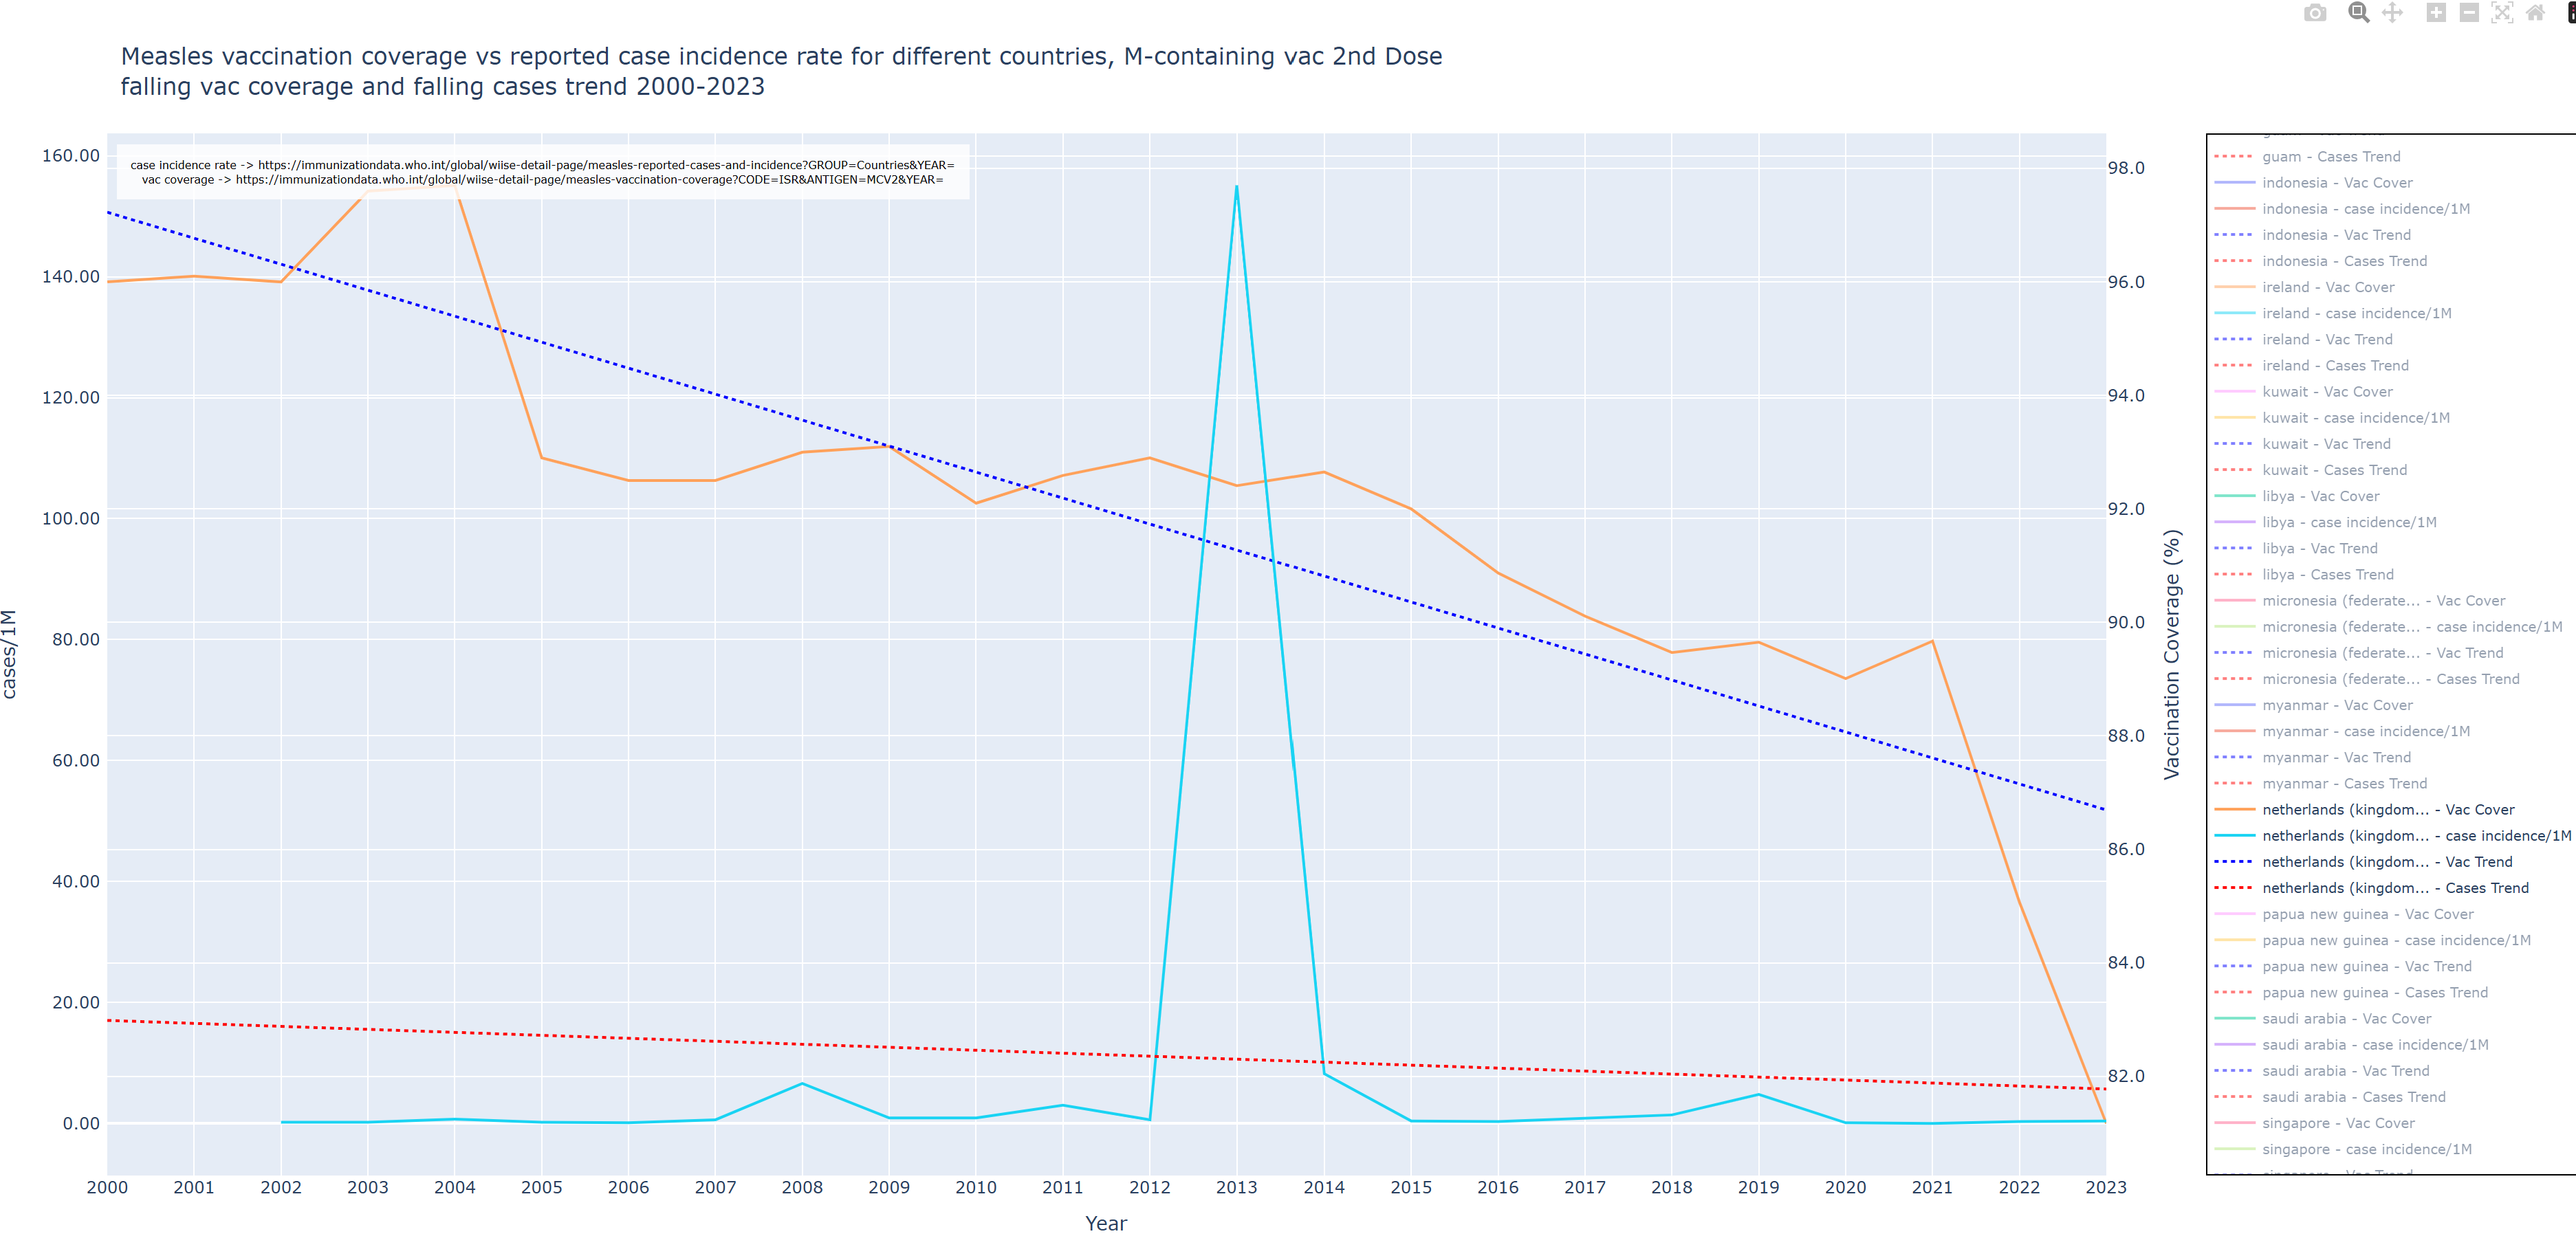 Measles vaccination coverage vs reported case incidence rate for different countries, M-containing vac 2nd Dose
falling vac coverage and falling cases trend 2000-2023
case incidence rate -> https://immunizationdata.who.int/global/wiise-detail-page/measles-reported-cases-and-incidence?GROUP=Countries&YEAR=
vac coverage -> https://immunizationdata.who.int/global/wiise-detail-page/measles-vaccination-coverage?CODE=ISR&ANTIGEN=MCV2&YEAR=
160.00
140.00
120.00
100.00
80.00
60.00
40.00
20.00
0.00
cases/1M
2000 2001 2002 2003 2004 2005 2006 2007 2008 2009 2010 2011 2012 2013 2014 2015 2016 2017 2018 2019 2020 2021 2022 2023
Year
98.0
96.0
94.0
92.0
90.0
88.0
86.0
84.0
82.0
Vaccination Coverage (%)
guam - Cases Trend
indonesia - Vac Cover
indonesia - case incidence/1M
indonesia - Vac Trend
indonesia - Cases Trend
ireland - Vac Cover
ireland - case incidence/1M
ireland - Vac Trend
ireland - Cases Trend
kuwait - Vac Cover
kuwait - case incidence/1M
kuwait - Vac Trend
kuwait - Cases Trend
libya - Vac Cover
libya - case incidence/1M
libya - Vac Trend
libya - Cases Trend
micronesia (federate... - Vac Cover
micronesia (federate... - case incidence/1M
micronesia (federate... - Vac Trend
micronesia (federate... - Cases Trend
myanmar - Vac Cover
myanmar - case incidence/1M
myanmar - Vac Trend
myanmar - Cases Trend
netherlands (kingdom... - Vac Cover
netherlands (kingdom... - case incidence/1M
netherlands (kingdom... - Vac Trend
netherlands (kingdom... - Cases Trend
papua new guinea - Vac Cover
papua new guinea - case incidence/1M
papua new guinea - Vac Trend
papua new guinea - Cases Trend
saudi arabia - Vac Cover
saudi arabia - case incidence/1M
saudi arabia - Vac Trend
saudi arabia - Cases Trend
singapore - Vac Cover
singapore - case incidence/1M